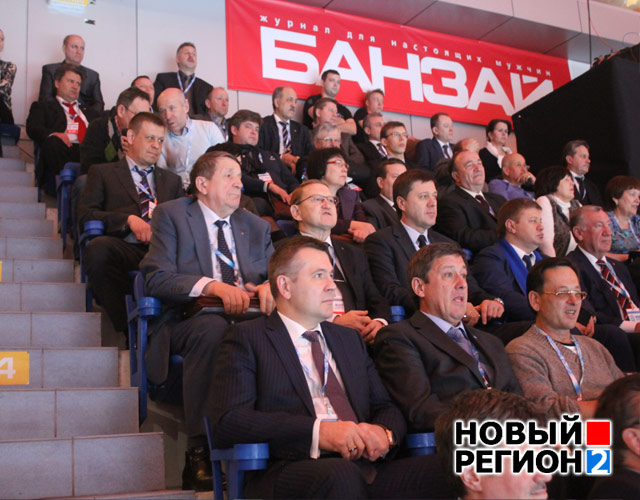 журнал для настоящих мужчин
БАНЗАЙ
4
НОВЫЙ
РЕГИОН 2